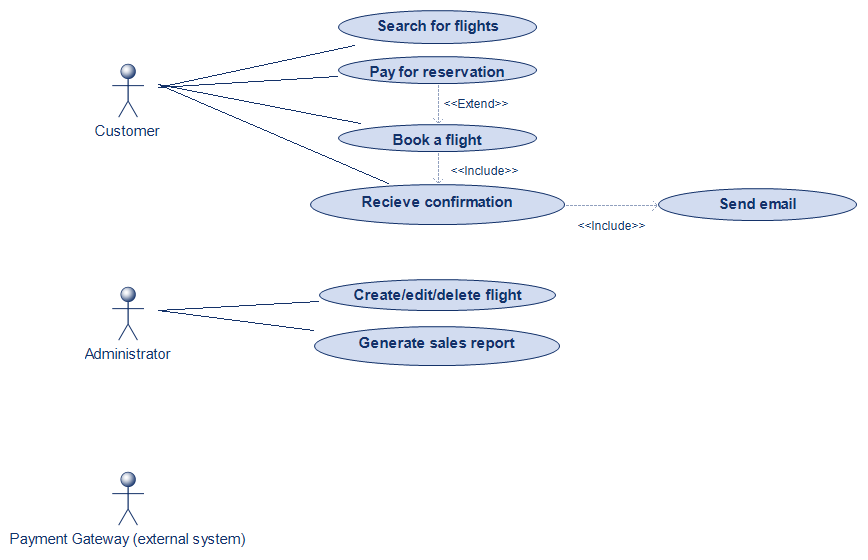 Search for flights
Pay for reservation
<<Extend>>
Customer
Book a flight
<<Include>>
Recieve confirmation
Send email
<<Include>>
Create/edit/delete flight
Generate sales report
Administrator
Payment Gateway (external system)